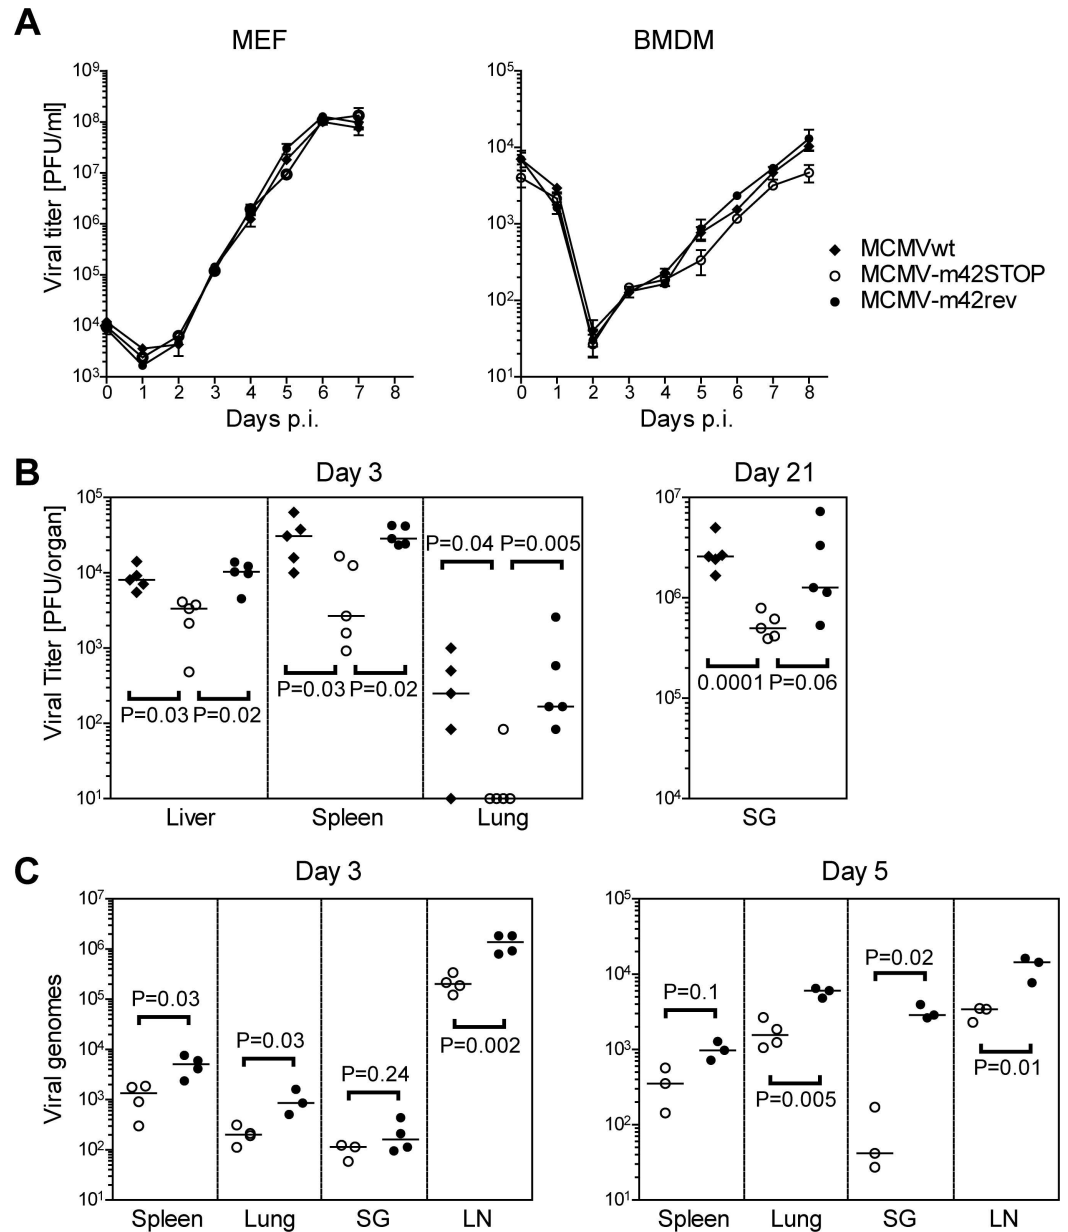 A
MEF
BMDM
Viral titer [PFU/ml]
10⁹
10⁸
10⁷
10⁶
10⁵
10⁴
10³
0 1 2 3 4 5 6 7 8
Days p.i.
10⁵
10⁴
10³
10²
10¹
0 1 2 3 4 5 6 7 8
Days p.i.
MCMVwt
MCMV-m42STOP
MCMV-m42rev
B
Day 3
Day 21
Viral Titer [PFU/organ]
10⁵
10⁴
10³
10²
10¹
P=0.03 P=0.02
P=0.03 P=0.02
P=0.04 P=0.005
Liver Spleen Lung
10⁷
10⁶
10⁵
10⁴
0.0001 P=0.06
SG
C
Day 3
Day 5
Viral genomes
10⁷
10⁶
10⁵
10⁴
10³
10²
10¹
P=0.03
P=0.03
P=0.24
P=0.002
Spleen Lung SG LN
10⁵
10⁴
10³
10²
10¹
P=0.1
P=0.005
P=0.02
P=0.01
Spleen Lung SG LN